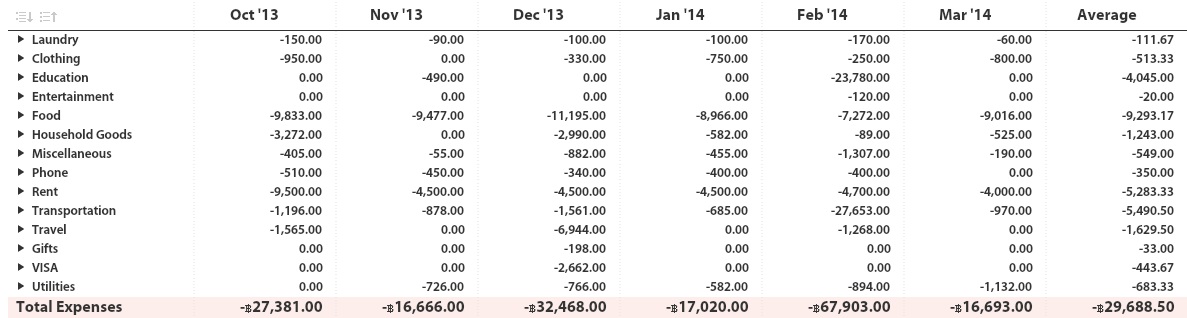 Oct '13 Nov '13 Dec '13 Jan '14 Feb '14 Mar '14 Average
Laundry -150.00 -90.00 -100.00 -100.00 -170.00 -60.00 -111.67
Clothing -950.00 0.00 -330.00 -750.00 -250.00 -800.00 -513.33
Education 0.00 -490.00 0.00 0.00 -23,780.00 0.00 -4,045.00
Entertainment 0.00 0.00 0.00 0.00 -120.00 0.00 -20.00
Food -9,833.00 -9,477.00 -11,195.00 -8,966.00 -7,272.00 -9,016.00 -9,293.17
Household Goods -3,272.00 0.00 -2,990.00 -582.00 -89.00 -525.00 -1,243.00
Miscellaneous -405.00 -55.00 -882.00 -455.00 -1,307.00 -190.00 -549.00
Phone -510.00 -450.00 -340.00 -400.00 -400.00 0.00 -350.00
Rent -9,500.00 -4,500.00 -4,500.00 -4,500.00 -4,700.00 -4,000.00 -5,283.33
Transportation -1,196.00 -878.00 -1,561.00 -685.00 -27,653.00 -970.00 -5,490.50
Travel -1,565.00 0.00 -6,944.00 0.00 -1,268.00 0.00 -1,629.50
Gifts 0.00 0.00 -198.00 0.00 0.00 0.00 -33.00
VISA 0.00 0.00 -2,662.00 0.00 0.00 0.00 -443.67
Utilities 0.00 -726.00 -766.00 -582.00 -894.00 -1,132.00 -683.33
Total Expenses -฿27,381.00 -฿16,666.00 -฿32,468.00 -฿17,020.00 -฿67,903.00 -฿16,693.00 -฿29,688.50